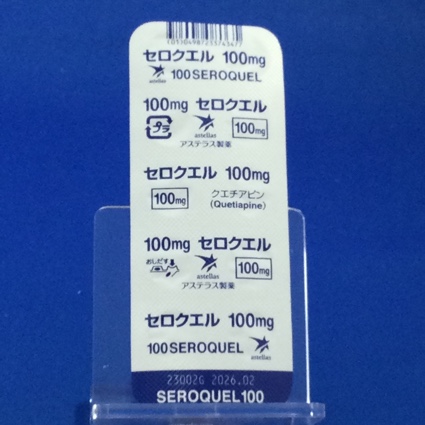 (01)04987233743477
セロクエル 100mg
astellas
100SEROQUEL
100mg セロクエル
プラ
astellas
100mg
アステラス製薬
セロクエル 100mg
100mg
クエチアピン
(Quetiapine)
100mg セロクエル
おしだす
astellas
100mg
アステラス製薬
セロクエル 100mg
100SEROQUEL
astellas
23Q02G 2026.02
SEROQUEL100